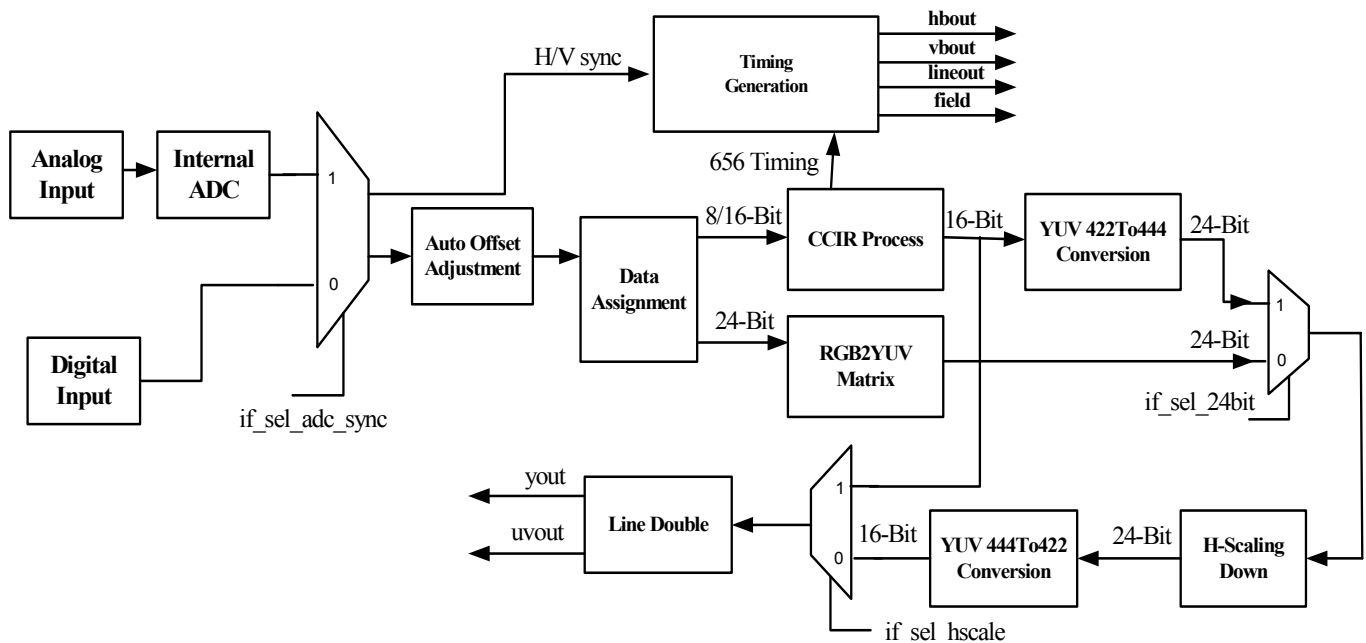 hbout
vbout
lineout
field
H/V sync
Timing
Generation
Analog
Input
Internal
ADC
1
0
656 Timing
8/16-Bit
CCIR Process
16-Bit
YUV 422To444
Conversion
24-Bit
Auto Offset
Adjustment
Data
Assignment
24-Bit
RGB2YUV
Matrix
24-Bit
1
0
Digital
Input
if_sel_adc_sync
if_sel_24bit
yout
uvout
Line Double
1
0
16-Bit
YUV 444To422
Conversion
24-Bit
H-Scaling
Down
if_sel_hscale